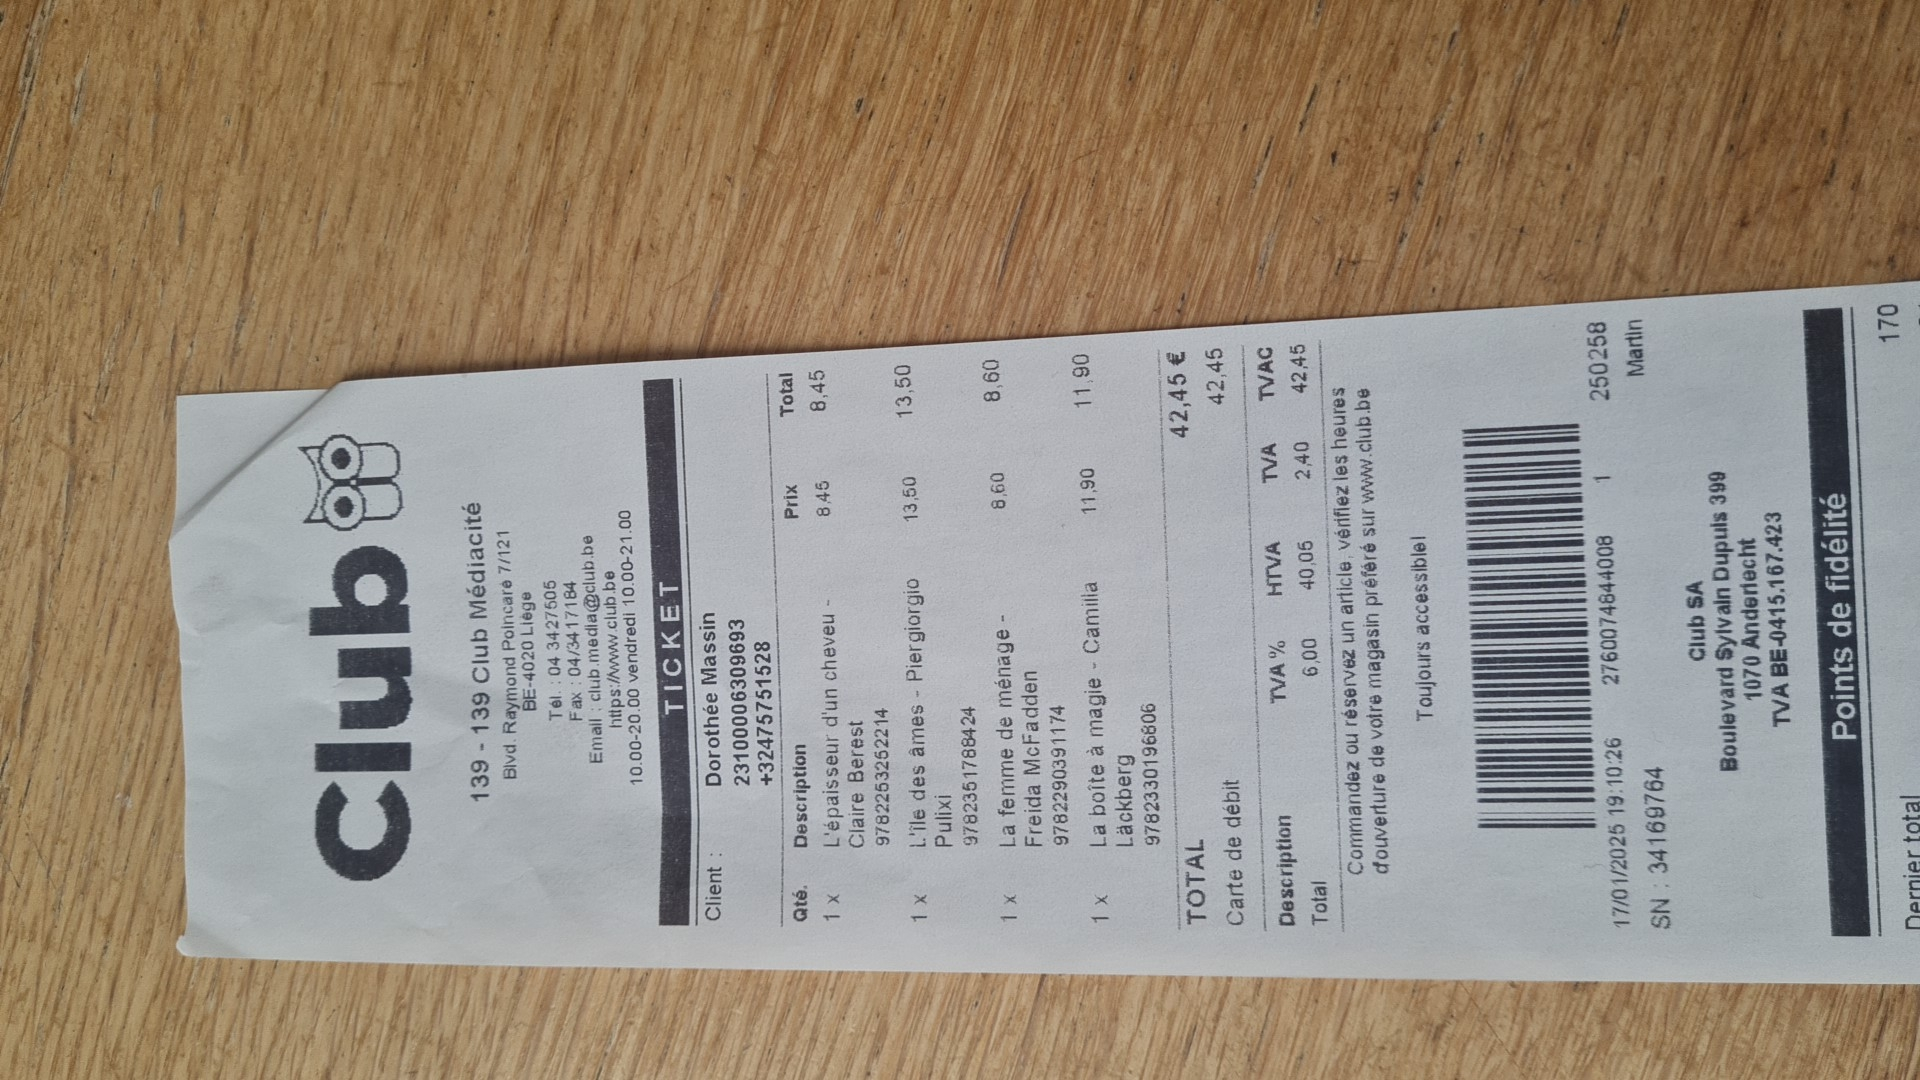 Club
139 - 139 Club Médiacité
Blvd. Raymond Poincaré 7/121
BE-4020 Liège
Tél. : 04 3427505
Fax : 04/3417184
Email : club.media@club.be
https://www.club.be
10.00-20.00 vendredi 10.00-21.00
TICKET
Client : Dorothée Massin
23100006309693
+32475751528
Qté. Description Prix Total
1 x L'épaisseur d'un cheveu - 8,45 8,45
Claire Berest
9782253252214
1 x L'île des âmes - Piergiorgio 13,50 13,50
Pulixi
9782351788424
1 x La femme de ménage - 8,60 8,60
Freida McFadden
9782290391174
1 x La boîte à magie - Camilla 11,90 11,90
Läckberg
9782330196806
TOTAL 42,45 €
Carte de débit 42,45
Description TVA % HTVA TVA TVAC
Total 6,00 40,05 2,40 42,45
Commandez ou réservez un article, vérifiez les heures
d'ouverture de votre magasin préféré sur www.club.be
Toujours accessible!
17/01/2025 19:10:26 2760074844008 1 250258
SN : 34169764 Martin
Club SA
Boulevard Sylvain Dupuis 399
1070 Anderlecht
TVA BE-0415.167.423
Points de fidélité
Dernier total 170